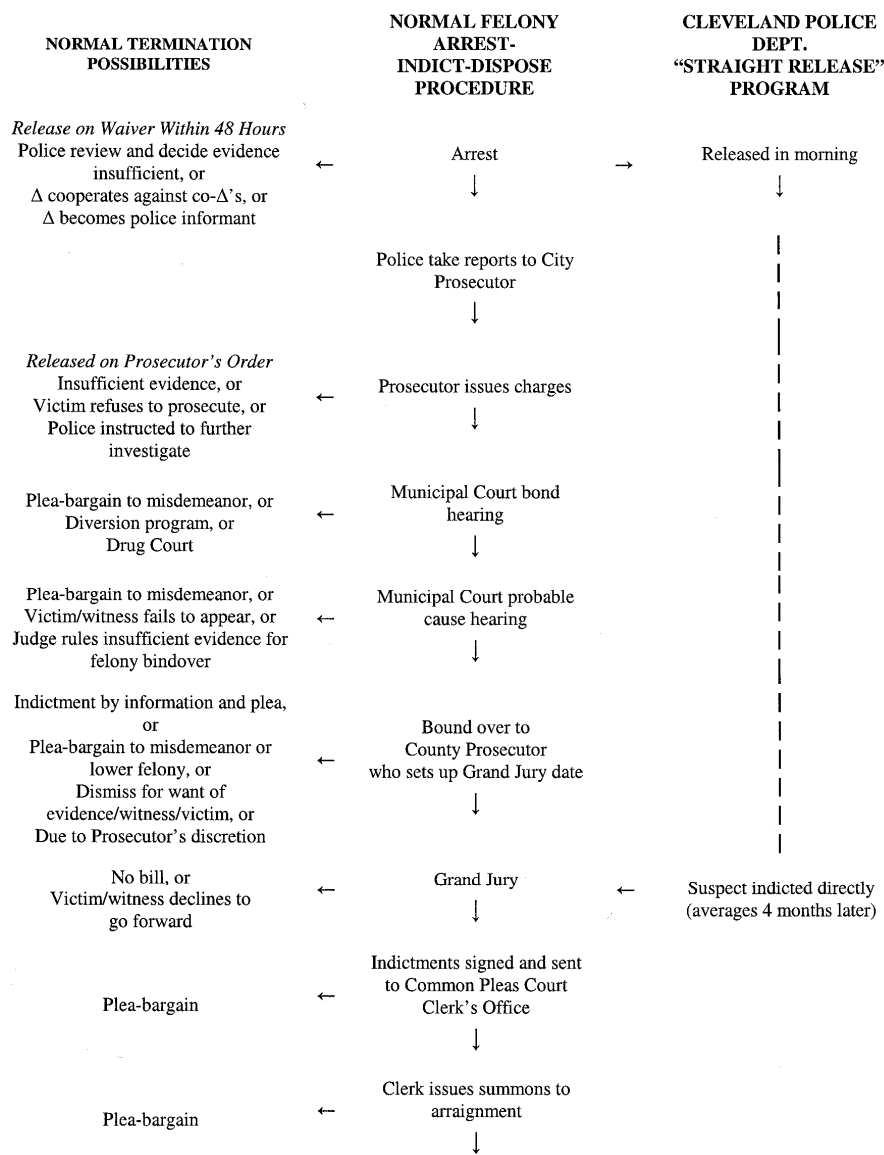 NORMAL TERMINATION
POSSIBILITIES
NORMAL FELONY
ARREST-
INDICT-DISPOSE
PROCEDURE
CLEVELAND POLICE
DEPT.
“STRAIGHT RELEASE”
PROGRAM
Release on Waiver Within 48 Hours
Police review and decide evidence
insufficient, or
Δ cooperates against co-Δ’s, or
Δ becomes police informant
←
Arrest
↓
→
Released in morning
↓
Police take reports to City
Prosecutor
↓
Released on Prosecutor’s Order
Insufficient evidence, or
Victim refuses to prosecute, or
Police instructed to further
investigate
←
Prosecutor issues charges
↓
Plea-bargain to misdemeanor, or
Diversion program, or
Drug Court
←
Municipal Court bond
hearing
↓
Plea-bargain to misdemeanor, or
Victim/witness fails to appear, or
Judge rules insufficient evidence for
felony bindover
←
Municipal Court probable
cause hearing
↓
Indictment by information and plea,
or
Plea-bargain to misdemeanor or
lower felony, or
Dismiss for want of
evidence/witness/victim, or
Due to Prosecutor’s discretion
←
Bound over to
County Prosecutor
who sets up Grand Jury date
↓
No bill, or
Victim/witness declines to
go forward
←
Grand Jury
↓
←
Suspect indicted directly
(averages 4 months later)
Plea-bargain
←
Indictments signed and sent
to Common Pleas Court
Clerk’s Office
↓
Plea-bargain
←
Clerk issues summons to
arraignment
↓